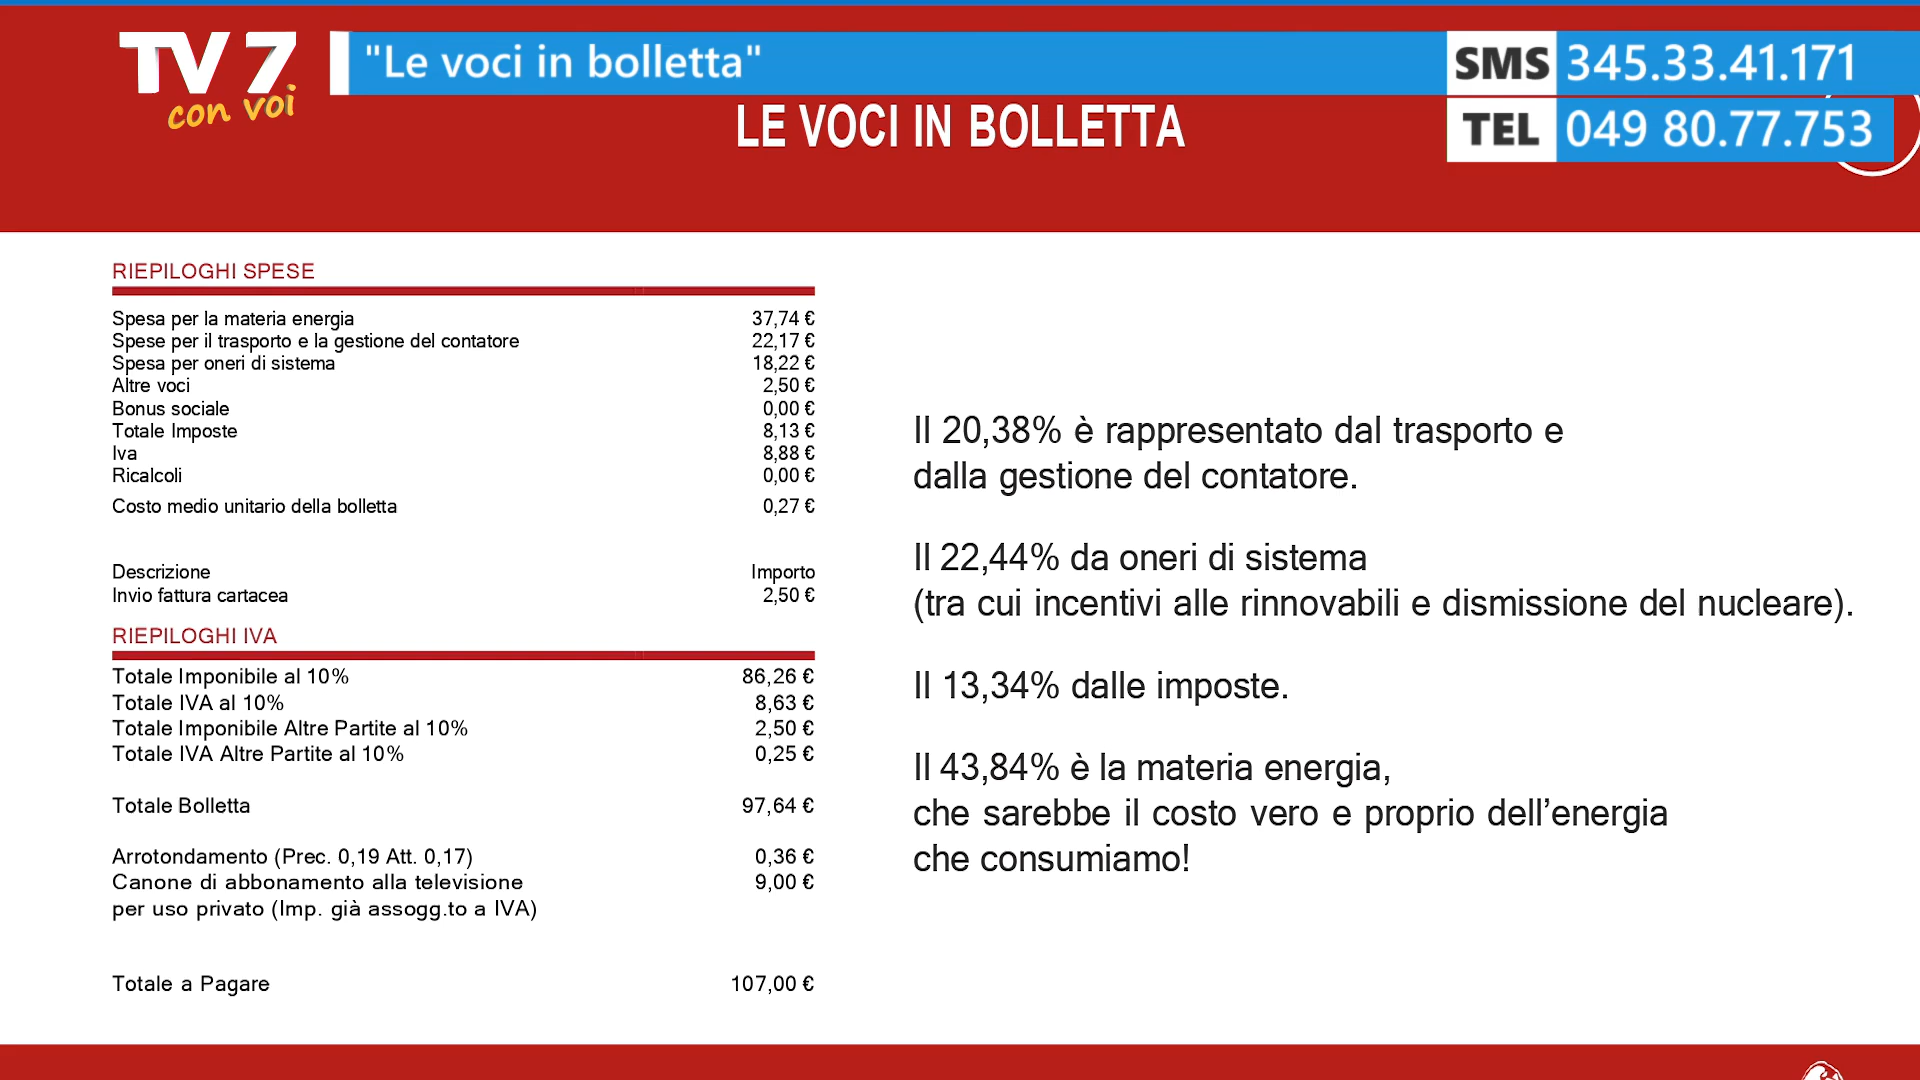 TV 7
con voi
"Le voci in bolletta"
SMS 345.33.41.171
TEL 049 80.77.753
LE VOCI IN BOLLETTA
RIEPILOGHI SPESE
Spesa per la materia energia 37,74 €
Spese per il trasporto e la gestione del contatore 22,17 €
Spesa per oneri di sistema 18,22 €
Altre voci 2,50 €
Bonus sociale 0,00 €
Totale Imposte 8,13 €
Iva 8,88 €
Ricalcoli 0,00 €
Costo medio unitario della bolletta 0,27 €
Descrizione Importo
Invio fattura cartacea 2,50 €
RIEPILOGHI IVA
Totale Imponibile al 10% 86,26 €
Totale IVA al 10% 8,63 €
Totale Imponibile Altre Partite al 10% 2,50 €
Totale IVA Altre Partite al 10% 0,25 €
Totale Bolletta 97,64 €
Arrotondamento (Prec. 0,19 Att. 0,17) 0,36 €
Canone di abbonamento alla televisione 9,00 €
per uso privato (Imp. già assogg.to a IVA)
Totale a Pagare 107,00 €
Il 20,38% è rappresentato dal trasporto e
dalla gestione del contatore.
Il 22,44% da oneri di sistema
(tra cui incentivi alle rinnovabili e dismissione del nucleare).
Il 13,34% dalle imposte.
Il 43,84% è la materia energia,
che sarebbe il costo vero e proprio dell’energia
che consumiamo!